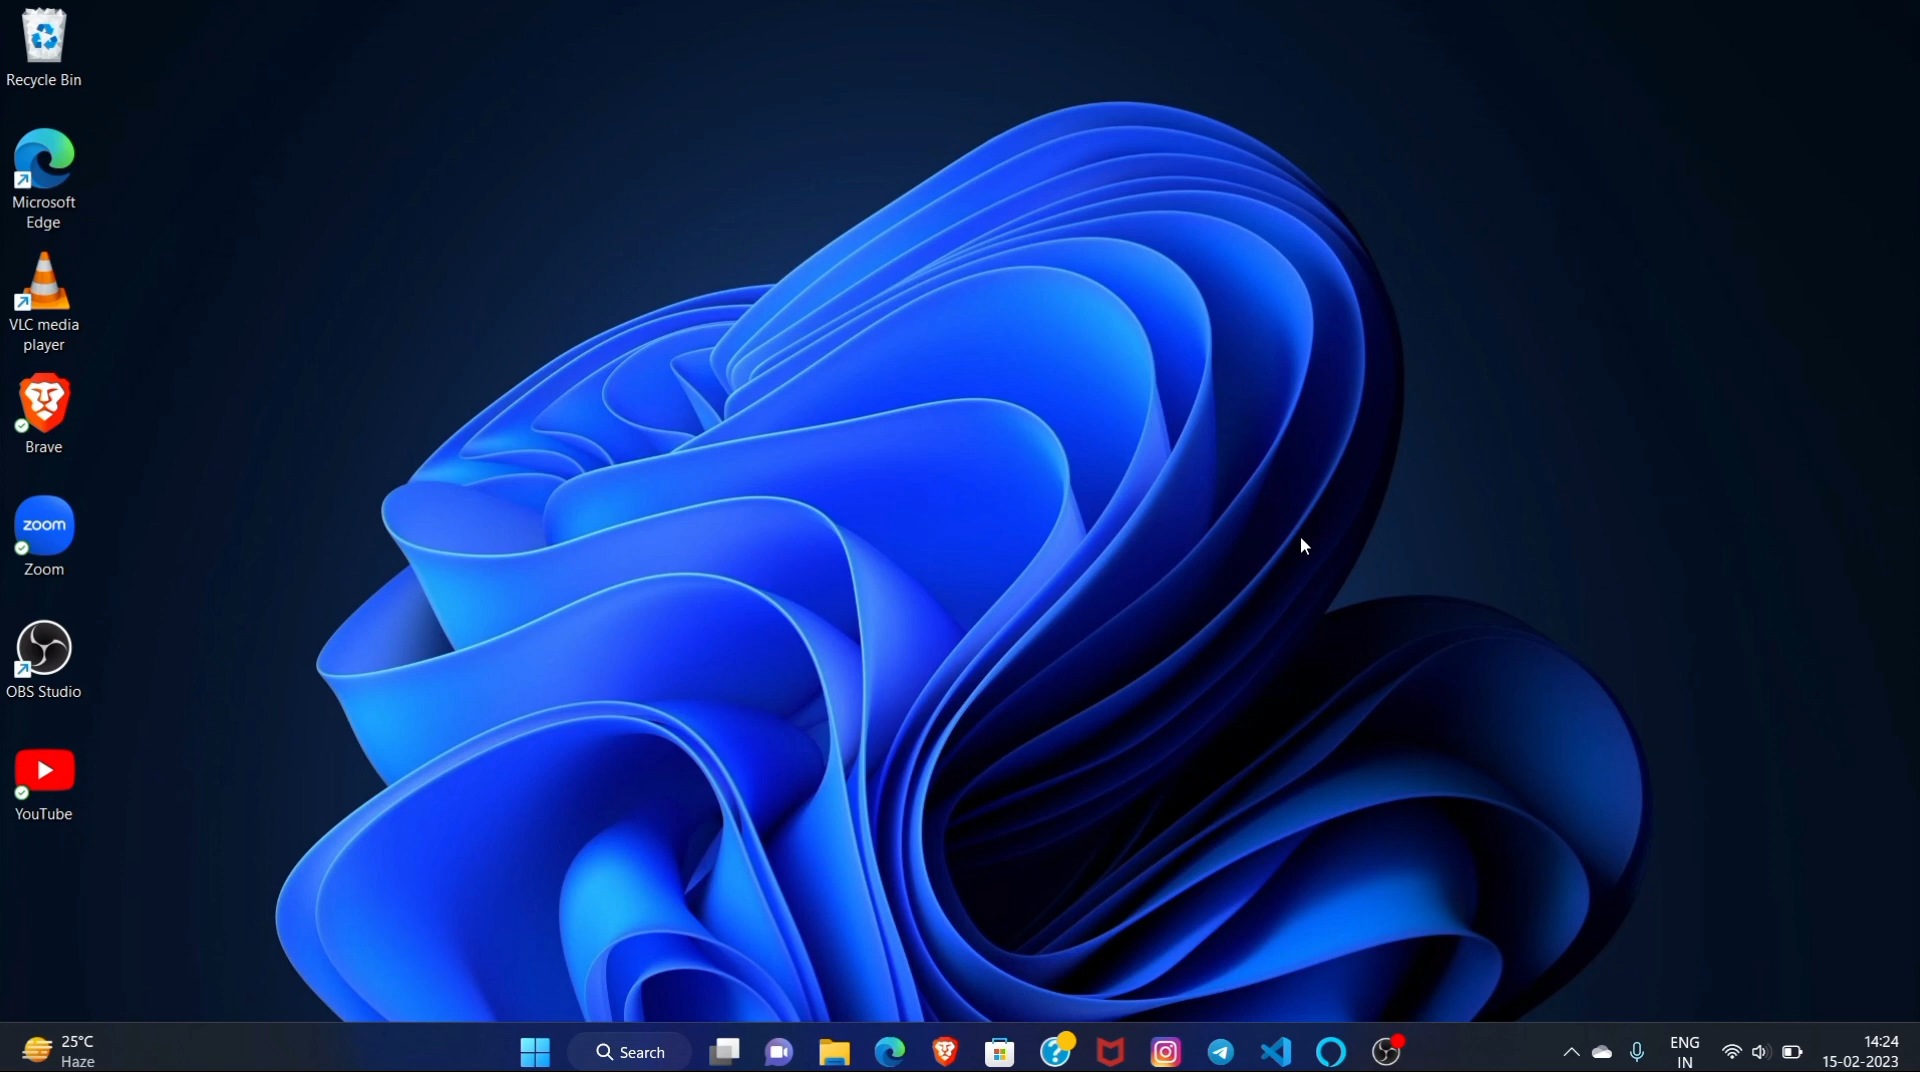 Recycle Bin
Microsoft
Edge
VLC media
player
Brave
zoom
Zoom
OBS Studio
YouTube
25°C
Haze
Search
ENG
IN
14:24
15-02-2023